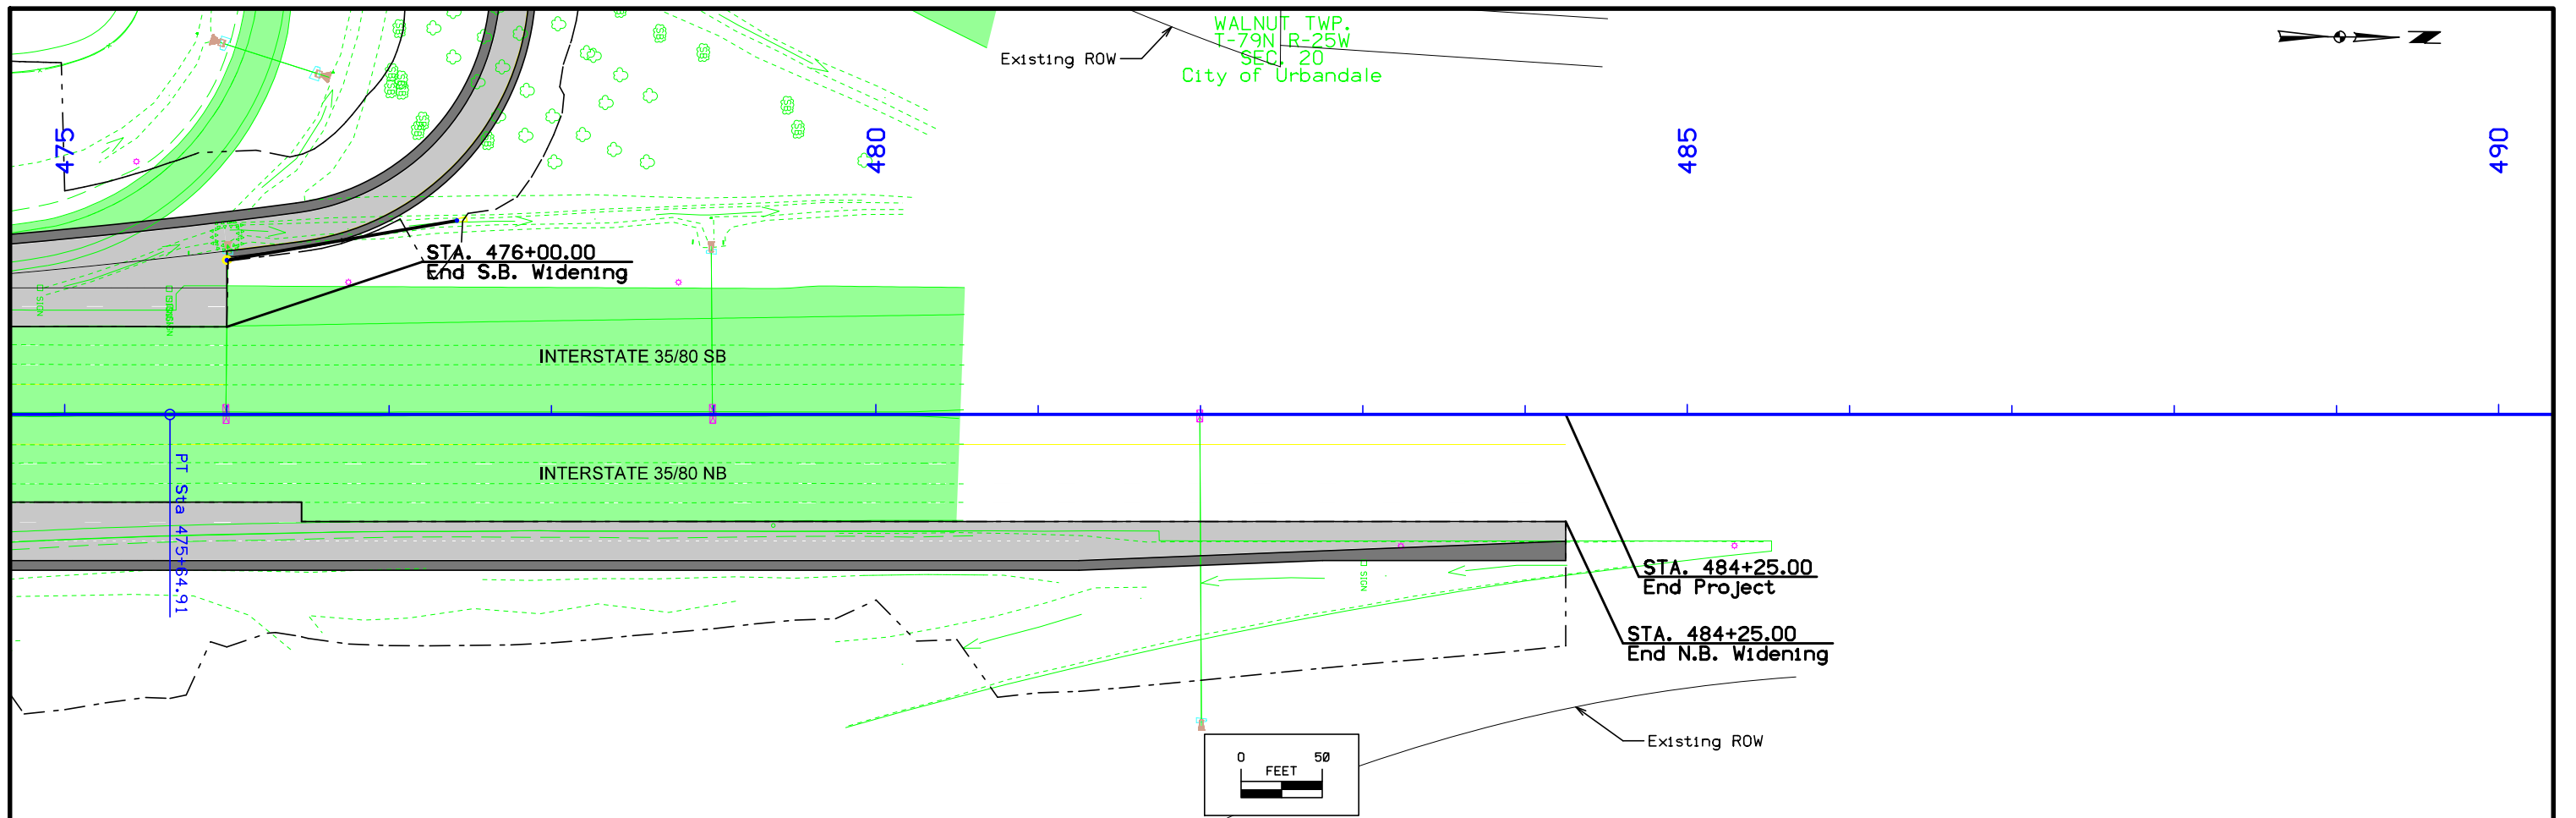 WALNUT TWP.
T-79N R-25W
SEC. 20
City of Urbandale
Existing ROW
475
480
485
490
STA. 476+00.00
End S.B. Widening
SIGN
INTERSTATE 35/80 SB
INTERSTATE 35/80 NB
PT Sta 475+64.91
SIGN
STA. 484+25.00
End Project
STA. 484+25.00
End N.B. Widening
Existing ROW
0 50
FEET